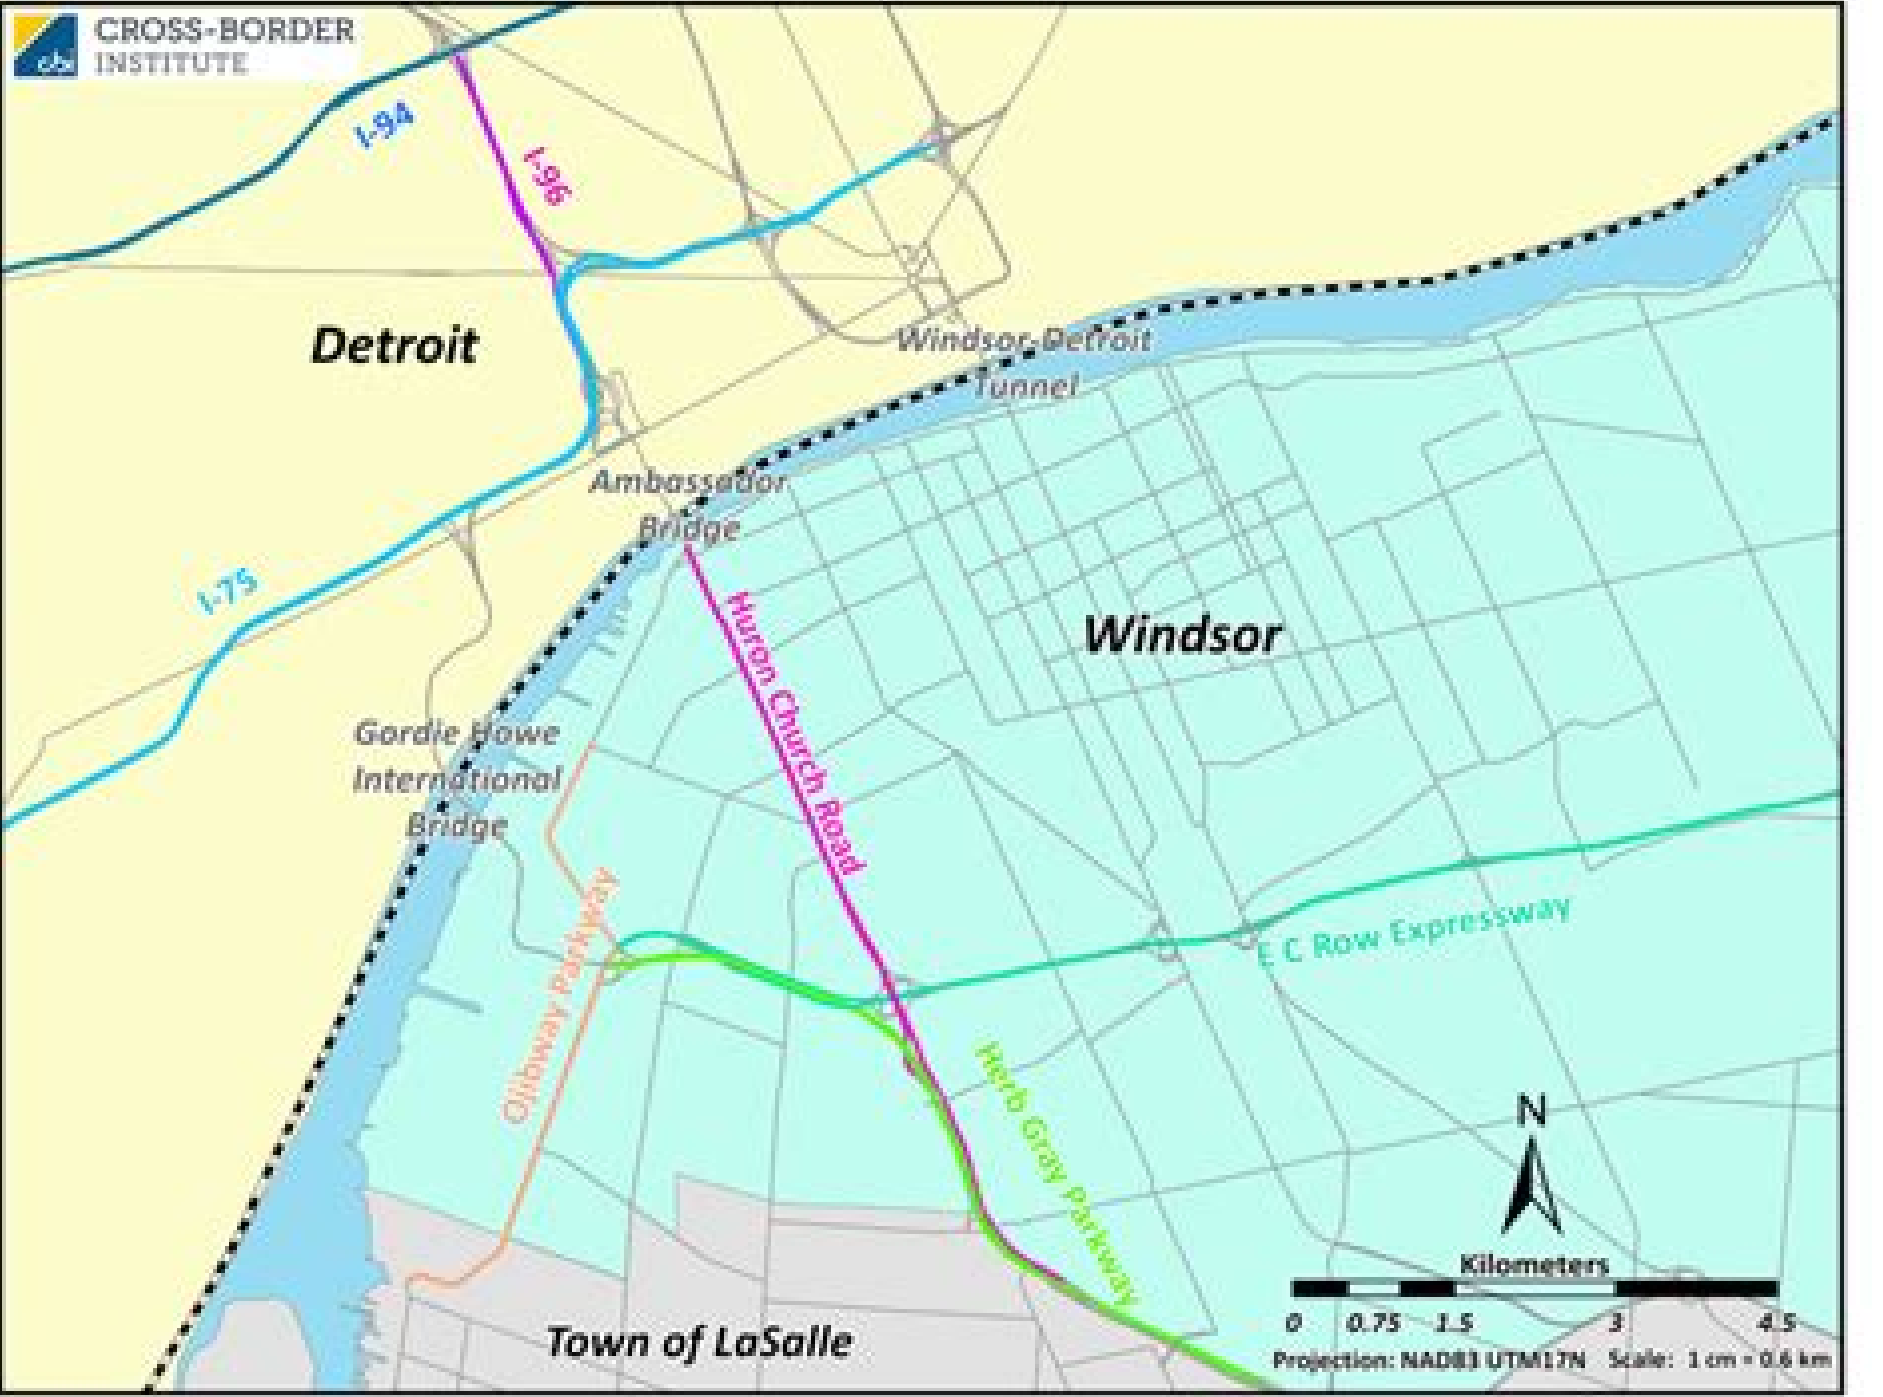 CROSS-BORDER
INSTITUTE
cbi
I-94
I-96
Detroit
Windsor-Detroit
Tunnel
Ambassador
Bridge
I-75
Huron Church Road
Windsor
Gordie Howe
International
Bridge
Ojibway Parkway
E C Row Expressway
Herb Gray Parkway
N
Kilometers
0 0.75 1.5 3 4.5
Projection: NAD83 UTM17N Scale: 1 cm = 0.6 km
Town of LaSalle